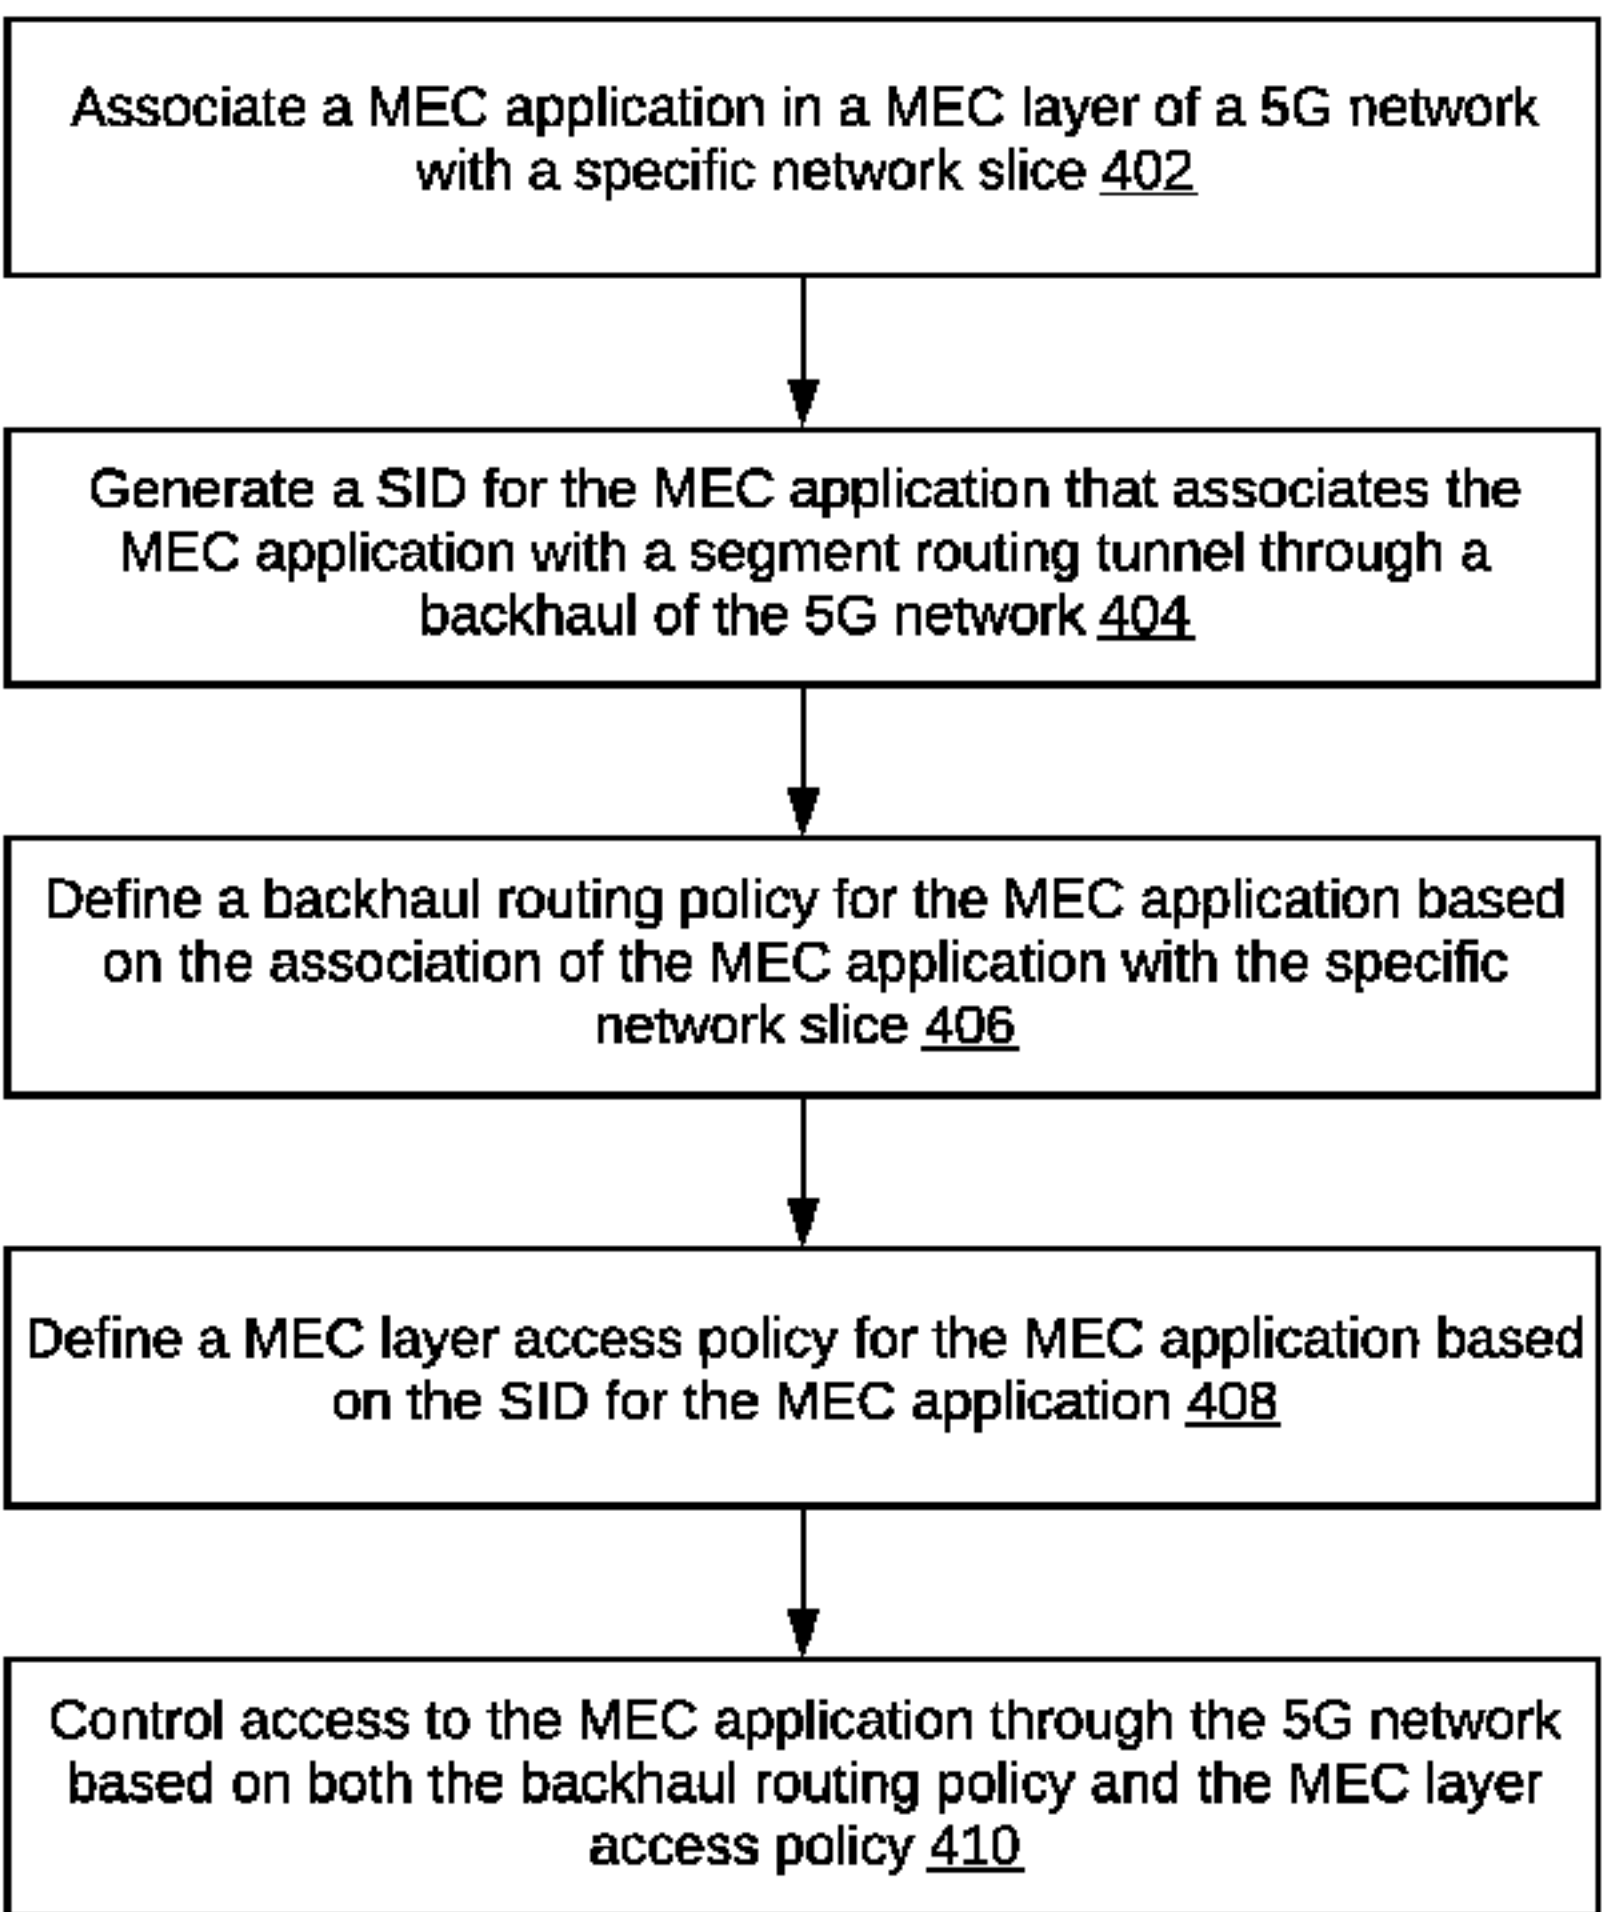 Associate a MEC application in a MEC layer of a 5G network
with a specific network slice 402
Generate a SID for the MEC application that associates the
MEC application with a segment routing tunnel through a
backhaul of the 5G network 404
Define a backhaul routing policy for the MEC application based
on the association of the MEC application with the specific
network slice 406
Define a MEC layer access policy for the MEC application based
on the SID for the MEC application 408
Control access to the MEC application through the 5G network
based on both the backhaul routing policy and the MEC layer
access policy 410